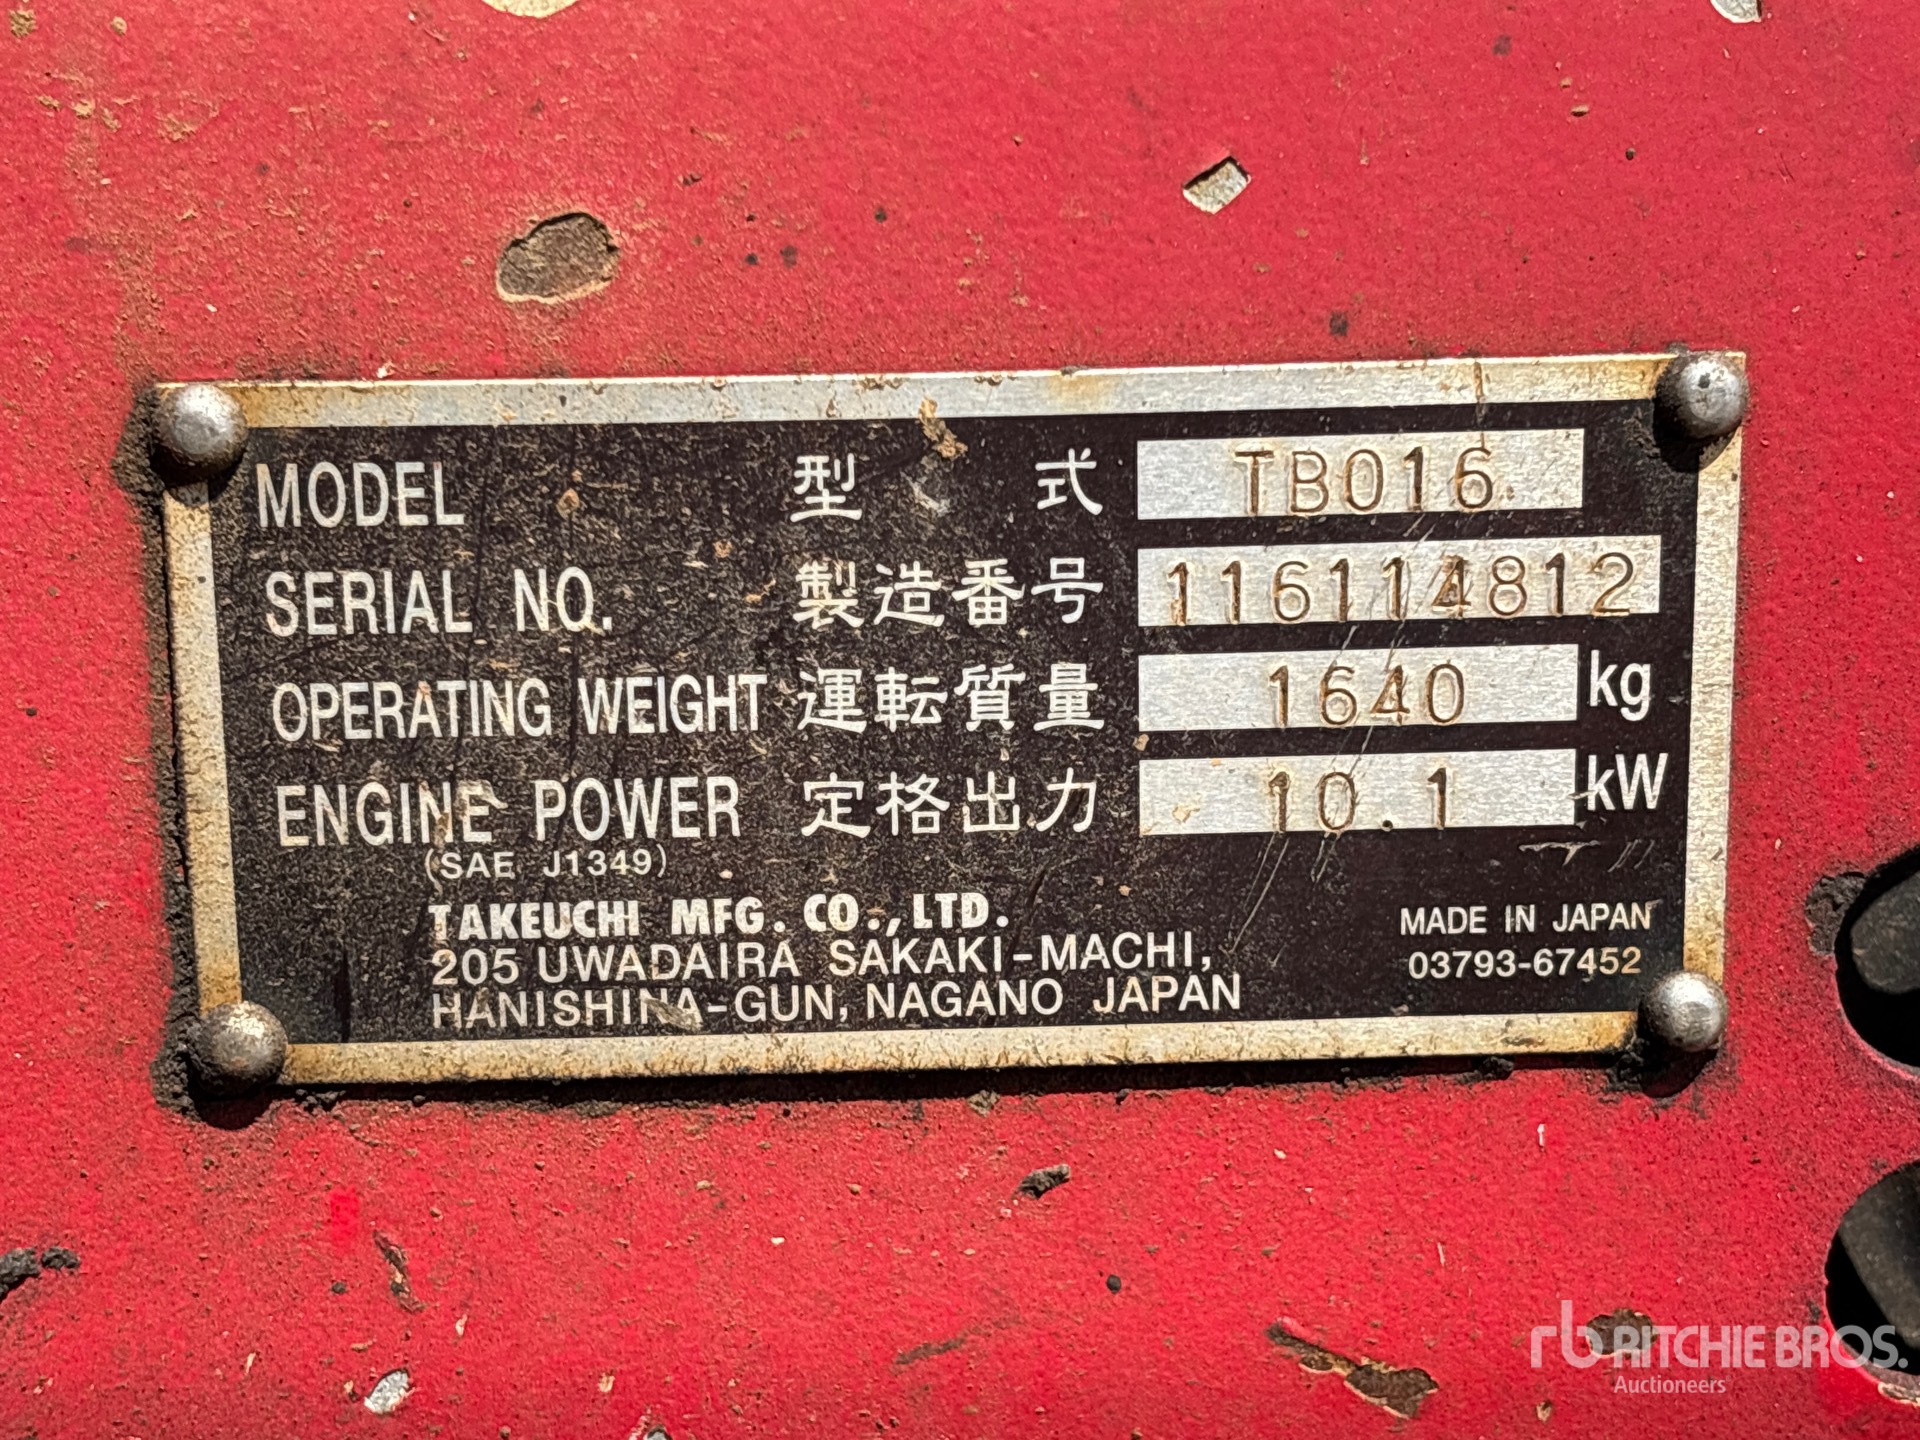 MODEL 型式 TB016
SERIAL NO. 製造番号 116114812
OPERATING WEIGHT 運転質量 1640 kg
ENGINE POWER 定格出力 10.1 kW
(SAE J1349)
TAKEUCHI MFG. CO.,LTD.
205 UWADAIRA SAKAKI-MACHI,
HANISHINA-GUN, NAGANO JAPAN
MADE IN JAPAN
03793-67452
rb RITCHIE BROS.
Auctioneers